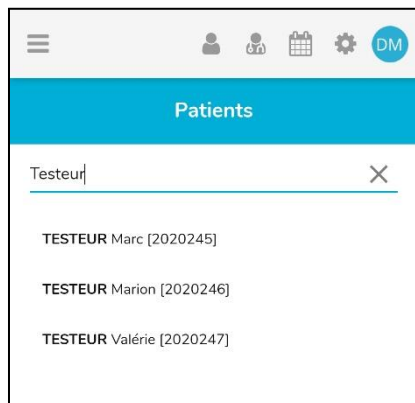 DM
Patients
Testeur
TESTEUR Marc [2020245]
TESTEUR Marion [2020246]
TESTEUR Valérie [2020247]